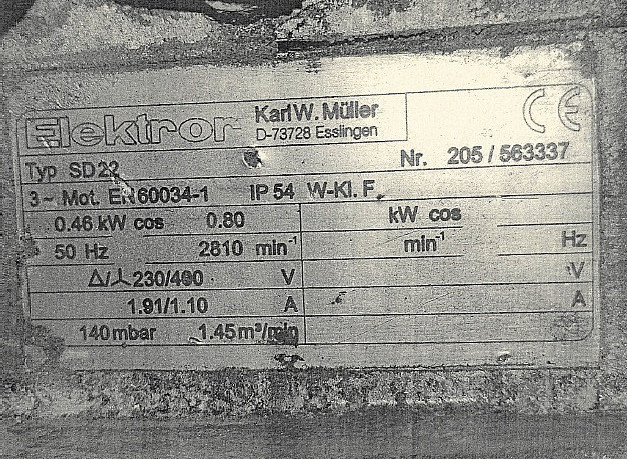 Elektror Karl W. Müller
D-73728 Esslingen
CE
Typ SD22 Nr. 205 / 563337
3~ Mot. EN 60034-1 IP 54 W-Kl. F
0.46 kW cos 0.80 kW cos
50 Hz 2810 min⁻¹ min⁻¹ Hz
Δ/⅄ 230/400 V V
1.91/1.10 A A
140 mbar 1.45 m³/min